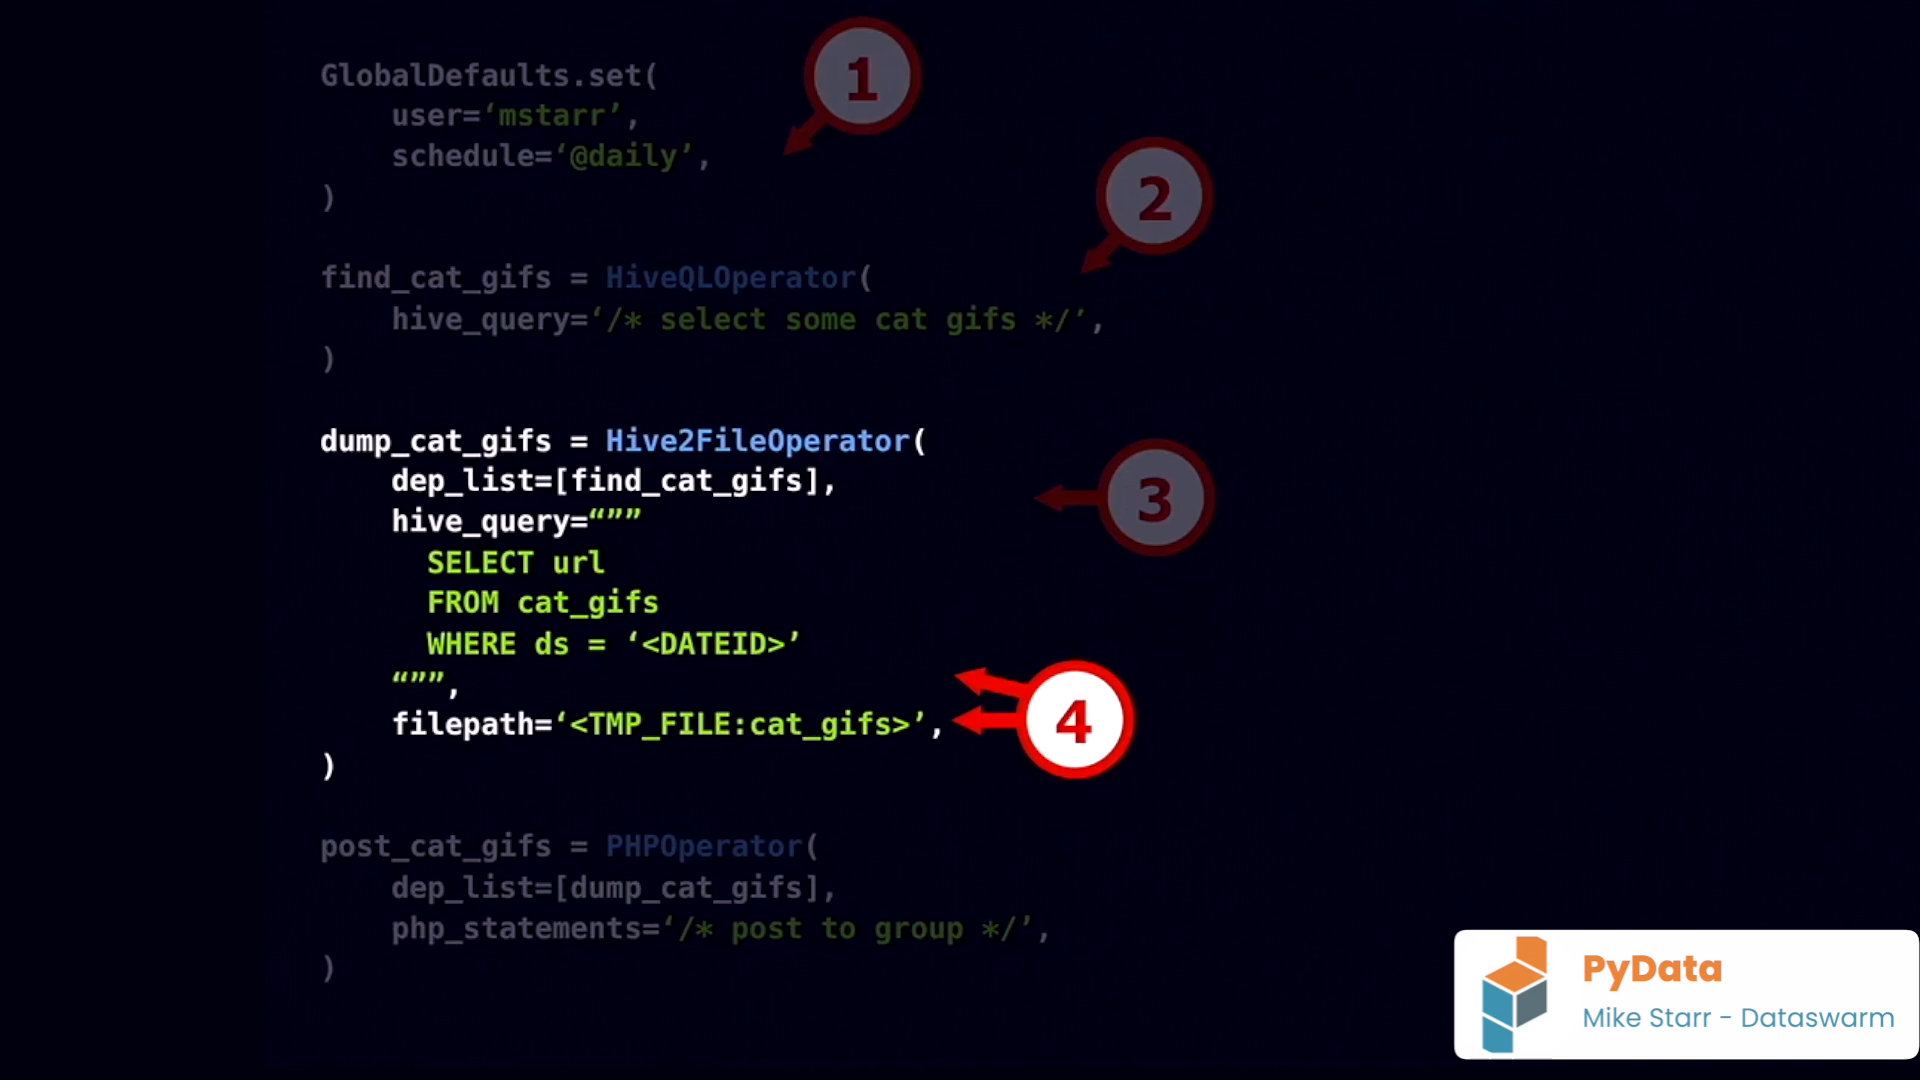 GlobalDefaults.set(
    user=‘mstarr’,
    schedule=‘@daily’,
)
1
2
find_cat_gifs = HiveQLOperator(
    hive_query=‘/* select some cat gifs */’,
)
dump_cat_gifs = Hive2FileOperator(
    dep_list=[find_cat_gifs],
    hive_query=“””
      SELECT url
      FROM cat_gifs
      WHERE ds = ‘<DATEID>’
    “””,
    filepath=‘<TMP_FILE:cat_gifs>’,
)
3
4
post_cat_gifs = PHPOperator(
    dep_list=[dump_cat_gifs],
    php_statements=‘/* post to group */’,
)
PyData
Mike Starr - Dataswarm